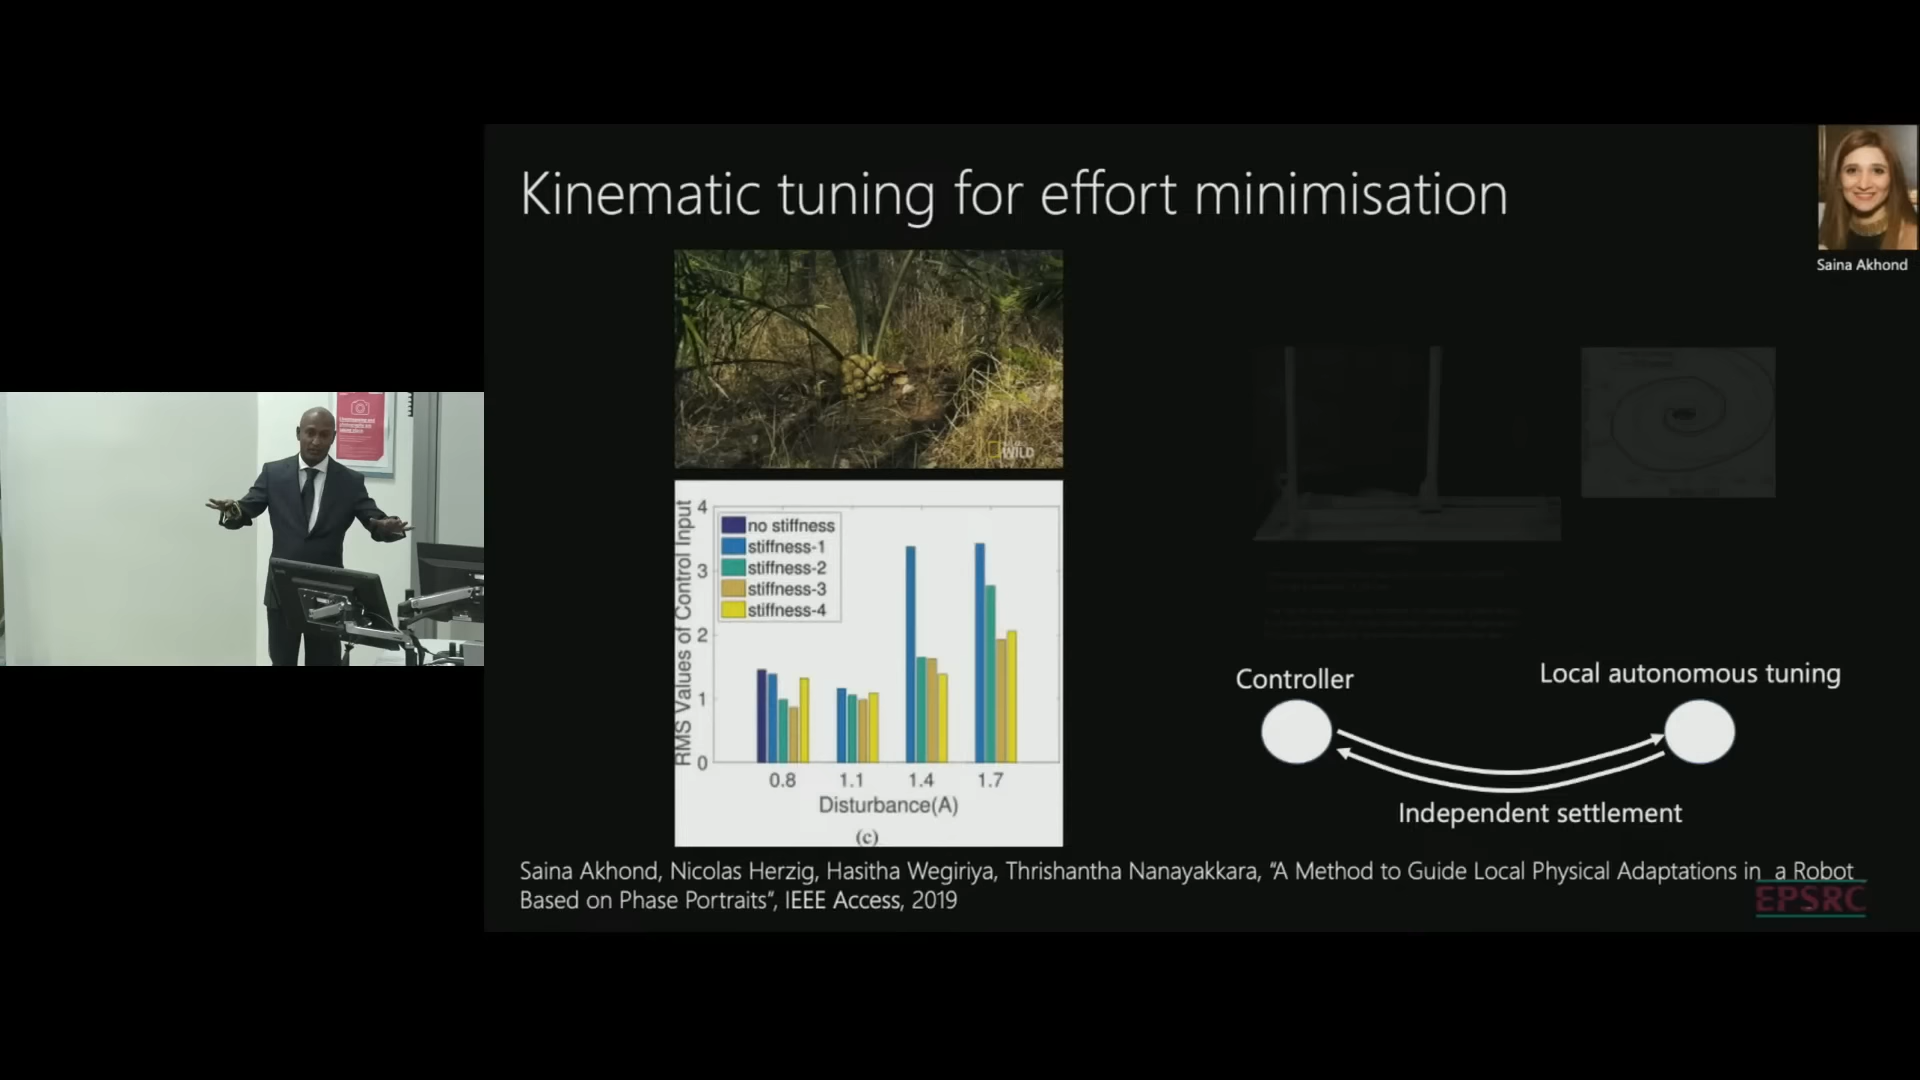 Kinematic tuning for effort minimisation
Saina Akhond
WILD
RMS Values of Control Input
4
3
2
1
0
no stiffness
stiffness-1
stiffness-2
stiffness-3
stiffness-4
0.8 1.1 1.4 1.7
Disturbance(A)
(c)
Controller
Local autonomous tuning
Independent settlement
Saina Akhond, Nicolas Herzig, Hasitha Wegiriya, Thrishantha Nanayakkara, “A Method to Guide Local Physical Adaptations in a Robot
Based on Phase Portraits”, IEEE Access, 2019
EPSRC